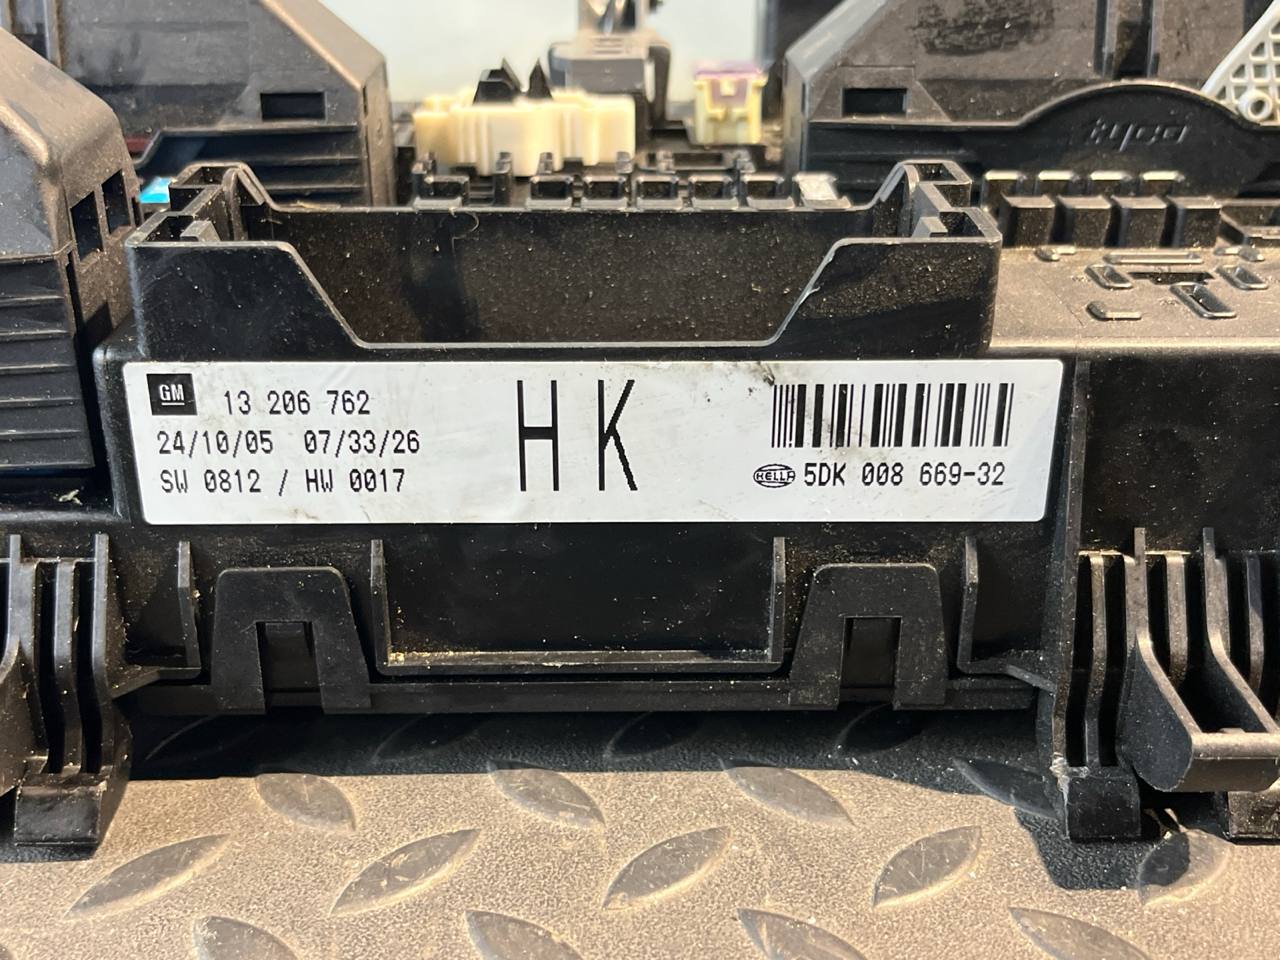 GM
13 206 762
24/10/05 07/33/26
SW 0812 / HW 0017
HK
HELLA 5DK 008 669-32